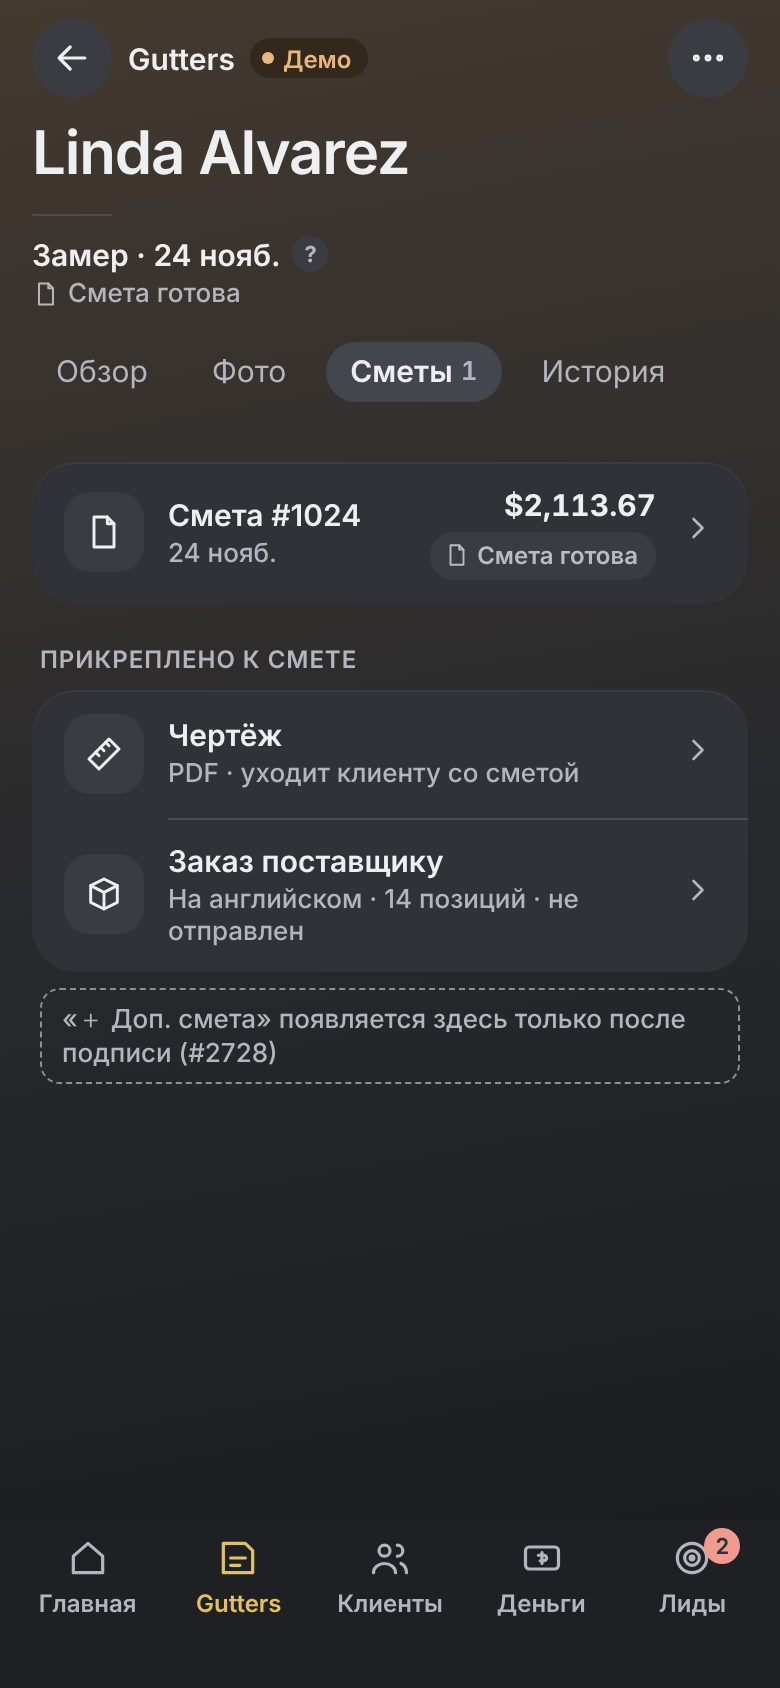 Gutters
Демо
Linda Alvarez
Замер · 24 нояб. ?
Смета готова
Обзор Фото Сметы 1 История
Смета #1024
24 нояб.
$2,113.67
Смета готова
ПРИКРЕПЛЕНО К СМЕТЕ
Чертёж
PDF · уходит клиенту со сметой
Заказ поставщику
На английском · 14 позиций · не
отправлен
«＋ Доп. смета» появляется здесь только после
подписи (#2728)
2
Главная Gutters Клиенты Деньги Лиды